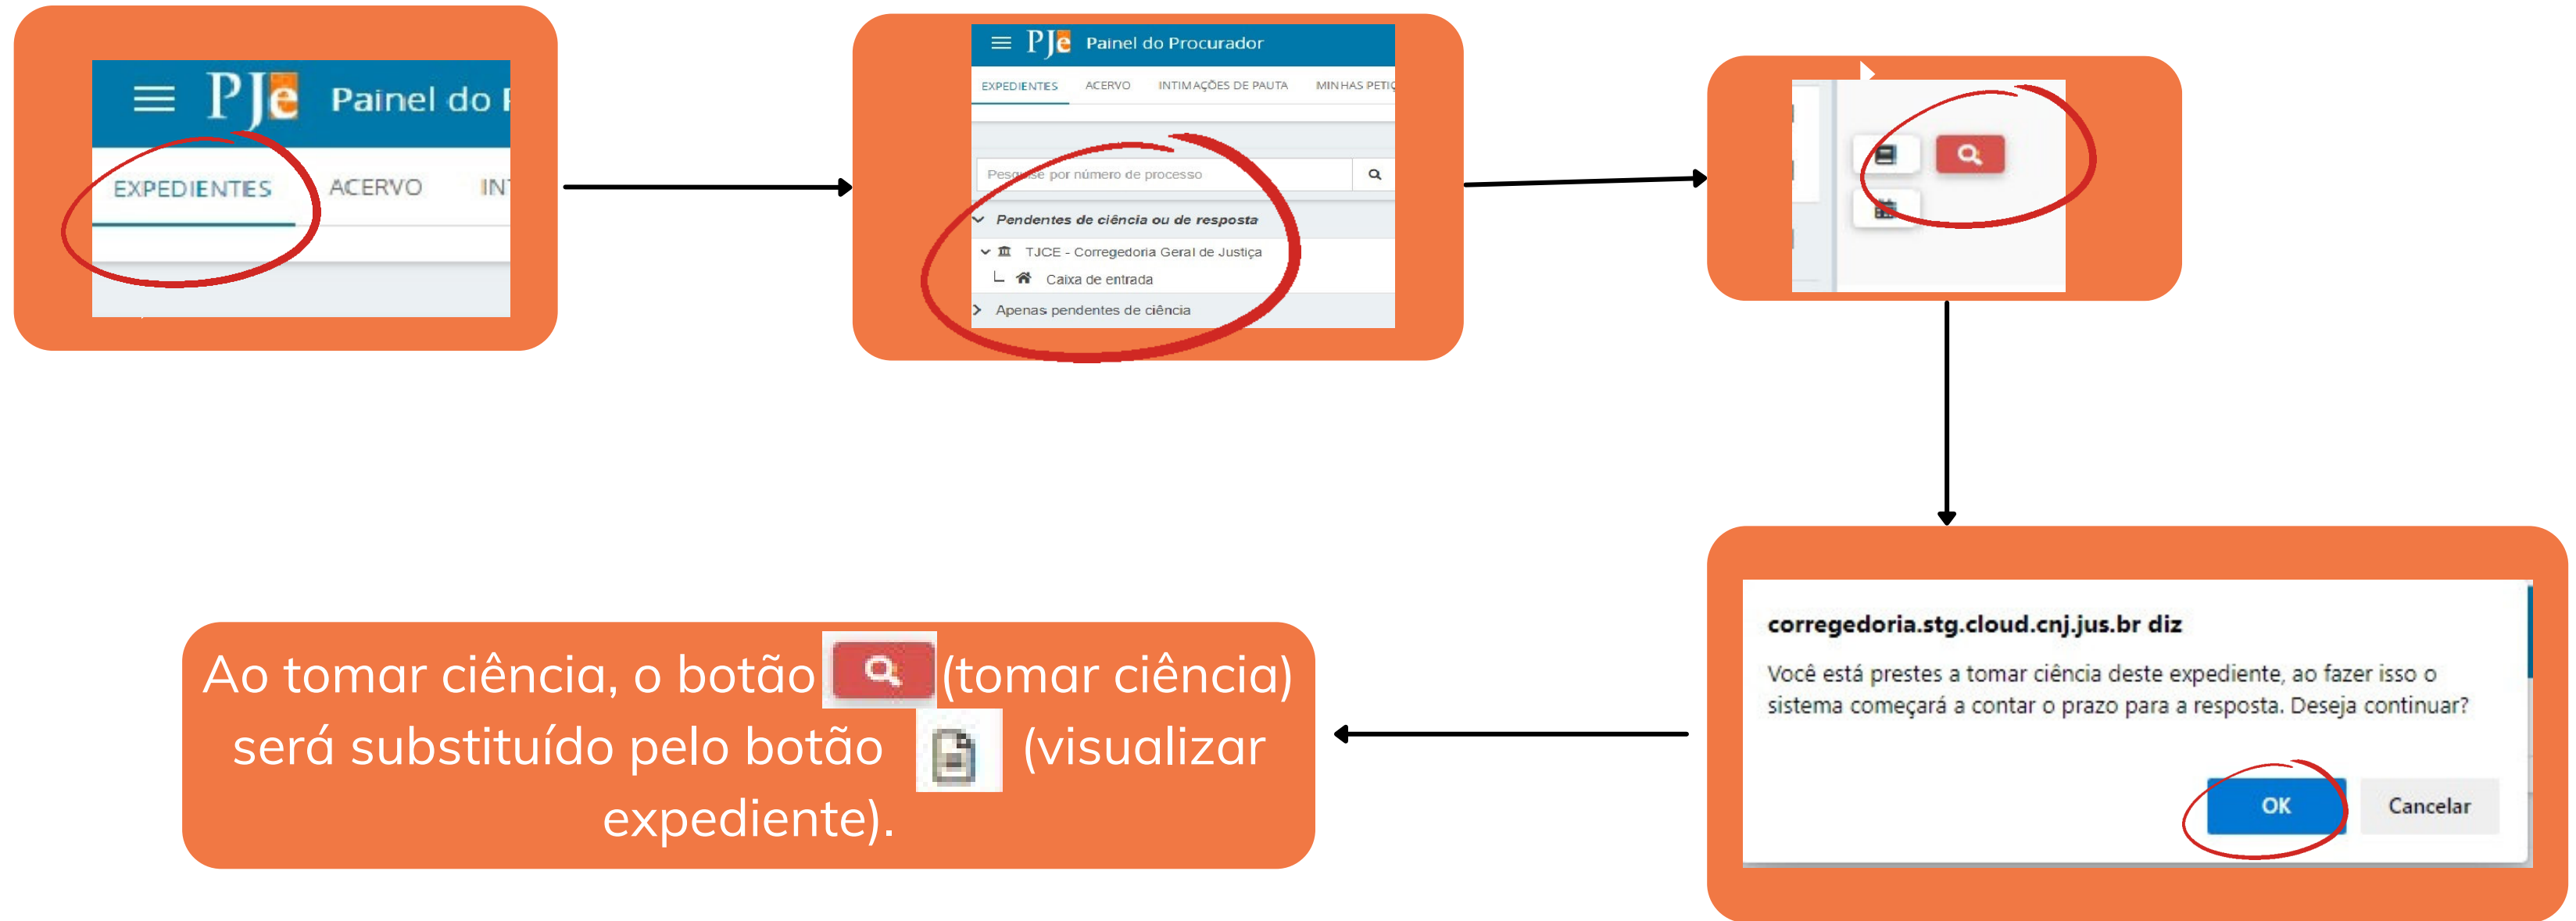 PJe Painel do
EXPEDIENTES ACERVO
PJe Painel do Procurador
EXPEDIENTES ACERVO INTIMAÇÕES DE PAUTA MINHAS PETIÇ
Pesquise por número de processo
Pendentes de ciência ou de resposta
TJCE - Corregedoria Geral de Justiça
Caixa de entrada
Apenas pendentes de ciência
corregedoria.stg.cloud.cnj.jus.br diz
Você está prestes a tomar ciência deste expediente, ao fazer isso o
sistema começará a contar o prazo para a resposta. Deseja continuar?
OK Cancelar
Ao tomar ciência, o botão (tomar ciência)
será substituído pelo botão (visualizar
expediente).